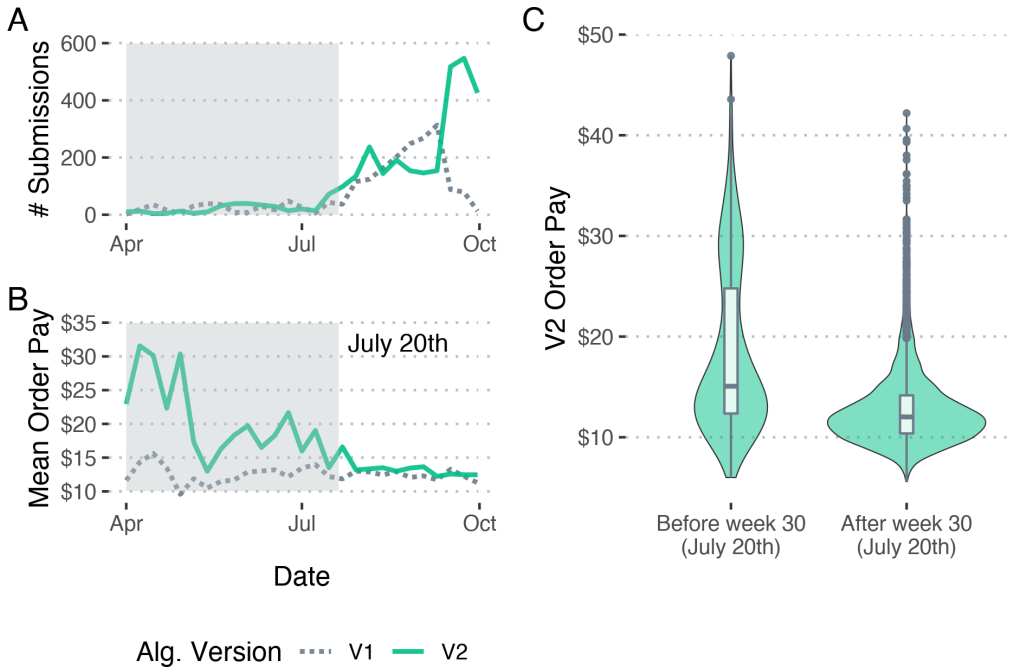 A
# Submissions
600
400
200
0
Apr
Jul
Oct
B
Mean Order Pay
$35
$30
$25
$20
$15
$10
July 20th
Apr
Jul
Oct
Date
C
V2 Order Pay
$50
$40
$30
$20
$10
Before week 30
(July 20th)
After week 30
(July 20th)
Alg. Version
V1
V2